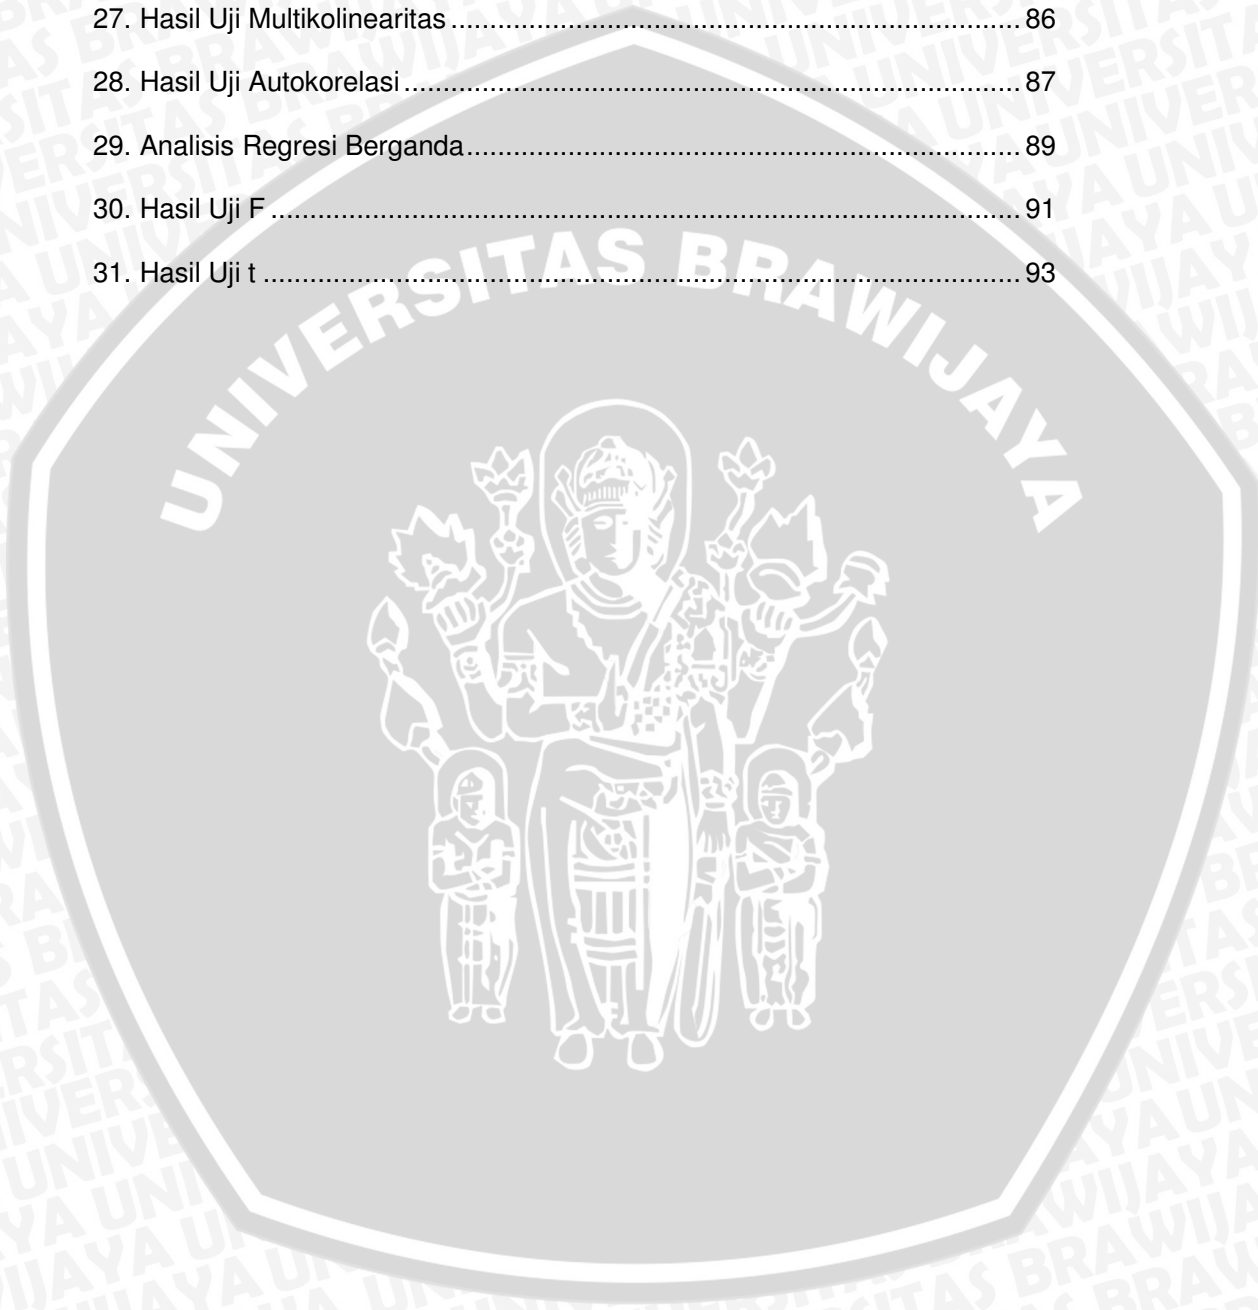 27. Hasil Uji Multikolinearitas ........................................................................ 86
28. Hasil Uji Autokorelasi .............................................................................. 87
29. Analisis Regresi Berganda...................................................................... 89
30. Hasil Uji F ............................................................................................... 91
31. Hasil Uji t ................................................................................................ 93
UNIVERSITAS BRAWIJAYA